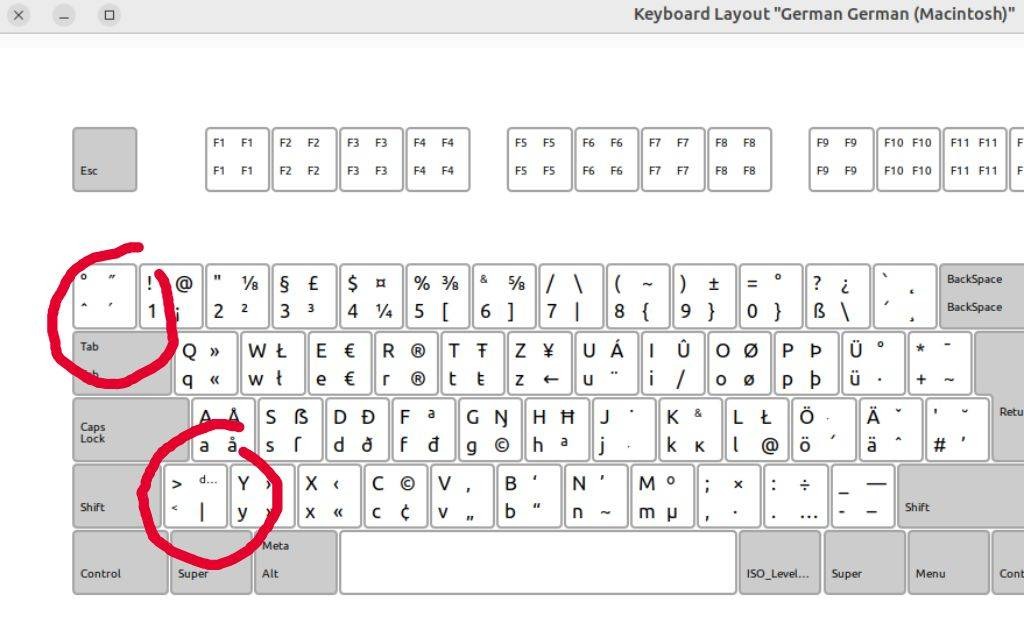 Keyboard Layout "German German (Macintosh)"
F1 F1 F2 F2 F3 F3 F4 F4 F5 F5 F6 F6 F7 F7 F8 F8 F9 F9 F10 F10 F11 F11
Esc F1 F1 F2 F2 F3 F3 F4 F4 F5 F5 F6 F6 F7 F7 F8 F8 F9 F9 F10 F10 F11 F11
° ˝ ! @ " ⅛ § £ $ ¤ % ⅜ & ⅝ / \ ( ~ ) ± = ° ? ¿ ` ˛ BackSpace
^ ´ 1 ¡ 2 ² 3 ³ 4 ¼ 5 [ 6 ] 7 | 8 { 9 } 0 } ß \ ´ ¸ BackSpace
Tab Q » W Ł E € R ® T Ŧ Z ¥ U Á I Û O Ø P Þ Ü ° * ¯
q « w ł e € r ® t ŧ z ← u ¨ i / o ø p þ ü · + ~
Caps A Å S ẞ D Ð F ª G Ŋ H Ħ J ˙ K & L Ł Ö · Ä ˇ ' ˘
Lock a å s ſ d ð f đ g © h ª j . k ĸ l @ ö ´ ä ^ # ’
> d... Y › X ‹ C © V ‚ B ‘ N ’ M º ; × : ÷ _ —
Shift < | y » x « c ¢ v „ b “ n ~ m µ , · . … - – Shift
Meta
Control Super Alt ISO_Level... Super Menu